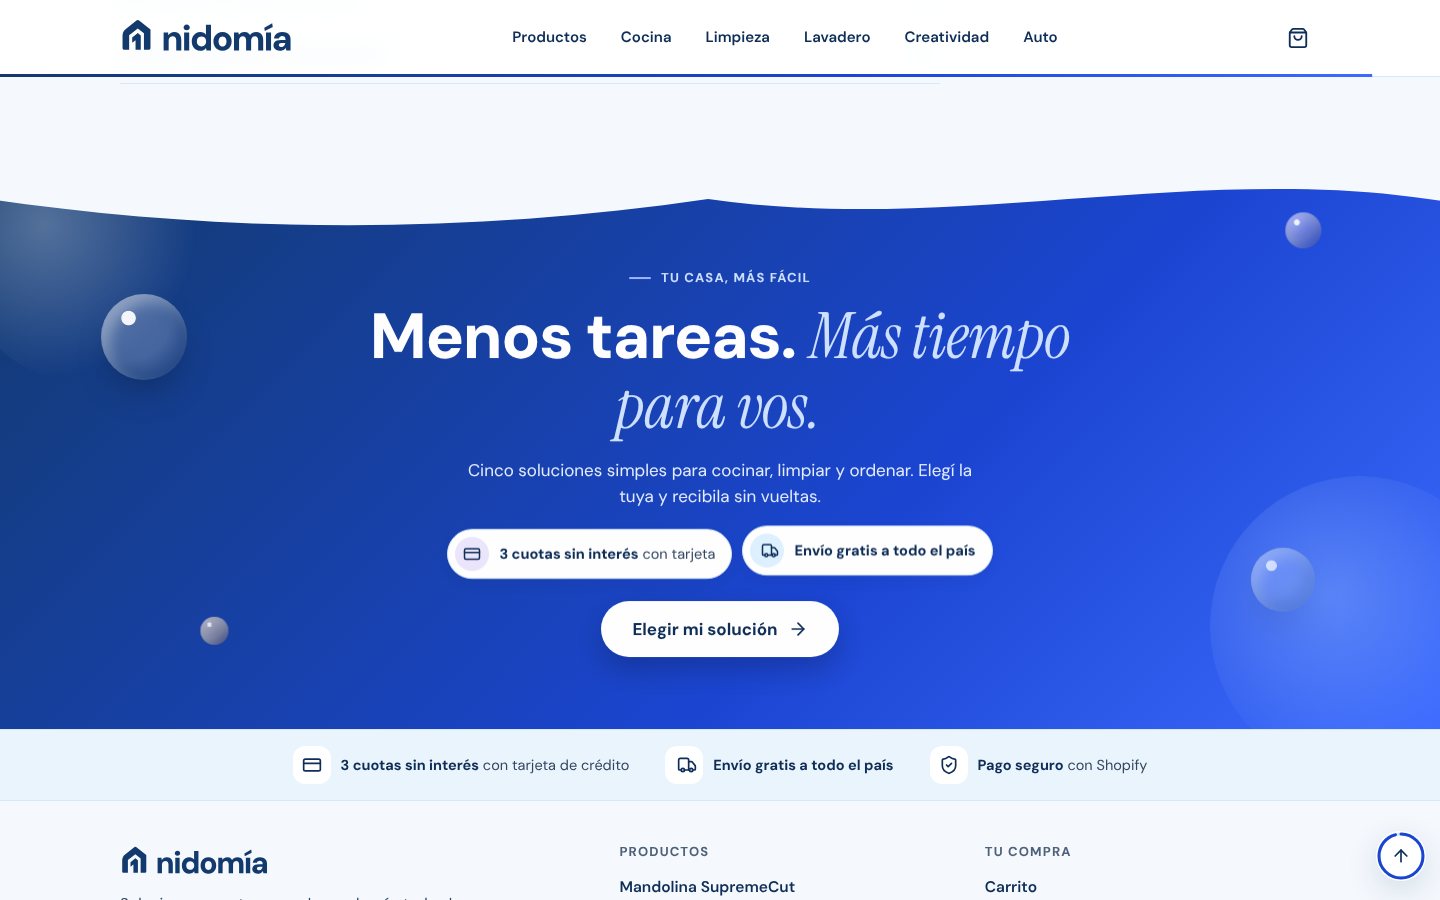 nidomía
Productos
Cocina
Limpieza
Lavadero
Creatividad
Auto
TU CASA, MÁS FÁCIL
Menos tareas. Más tiempo
para vos.
Cinco soluciones simples para cocinar, limpiar y ordenar. Elegí la
tuya y recibila sin vueltas.
3 cuotas sin interés con tarjeta
Envío gratis a todo el país
Elegir mi solución
3 cuotas sin interés con tarjeta de crédito
Envío gratis a todo el país
Pago seguro con Shopify
nidomía
PRODUCTOS
TU COMPRA
Mandolina SupremeCut
Carrito